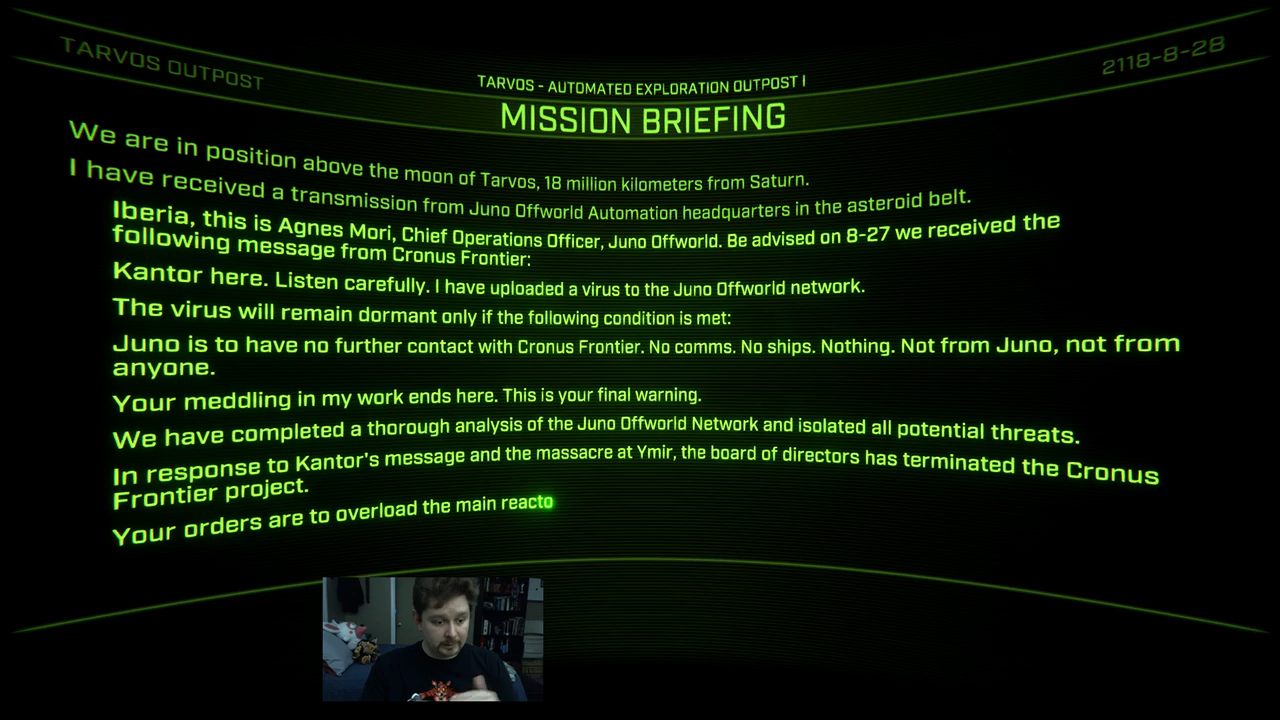 TARVOS OUTPOST
2118-8-28
TARVOS - AUTOMATED EXPLORATION OUTPOST I
MISSION BRIEFING
We are in position above the moon of Tarvos, 18 million kilometers from Saturn.
I have received a transmission from Juno Offworld Automation headquarters in the asteroid belt.
Iberia, this is Agnes Mori, Chief Operations Officer, Juno Offworld. Be advised on 8-27 we received the
following message from Cronus Frontier:
Kantor here. Listen carefully. I have uploaded a virus to the Juno Offworld network.
The virus will remain dormant only if the following condition is met:
Juno is to have no further contact with Cronus Frontier. No comms. No ships. Nothing. Not from Juno, not from
anyone.
Your meddling in my work ends here. This is your final warning.
We have completed a thorough analysis of the Juno Offworld Network and isolated all potential threats.
In response to Kantor's message and the massacre at Ymir, the board of directors has terminated the Cronus
Frontier project.
Your orders are to overload the main reacto